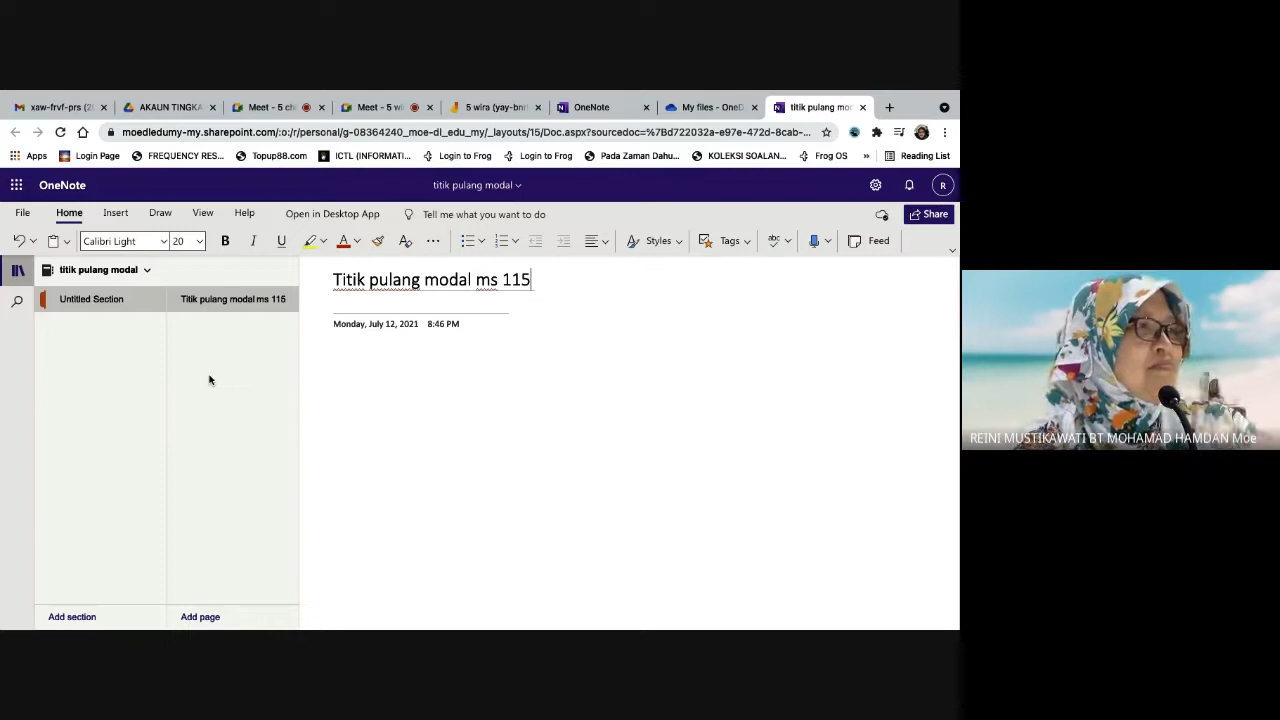 xaw-frvf-prs (2
AKAUN TINGKA
Meet - 5 ch
Meet - 5 wi
5 wira (yay-bnr
OneNote
My files - OneD
titik pulang mo
moedledumy-my.sharepoint.com/:o:/r/personal/g-08364240_moe-dl_edu_my/_layouts/15/Doc.aspx?sourcedoc=%7Bd722032a-e97e-472d-8cab-...
Apps Login Page FREQUENCY RES... Topup88.com ICTL (INFORMATI... Login to Frog Login to Frog Pada Zaman Dahu... KOLEKSI SOALAN... Frog OS » Reading List
OneNote
titik pulang modal
R
File Home Insert Draw View Help Open in Desktop App Tell me what you want to do Share
Calibri Light 20 B I U A A ... Styles Tags abc Feed
titik pulang modal
Untitled Section
Titik pulang modal ms 115
Titik pulang modal ms 115
Monday, July 12, 2021 8:46 PM
Add section
Add page
REINI MUSTIKAWATI BT MOHAMAD HAMDAN Moe